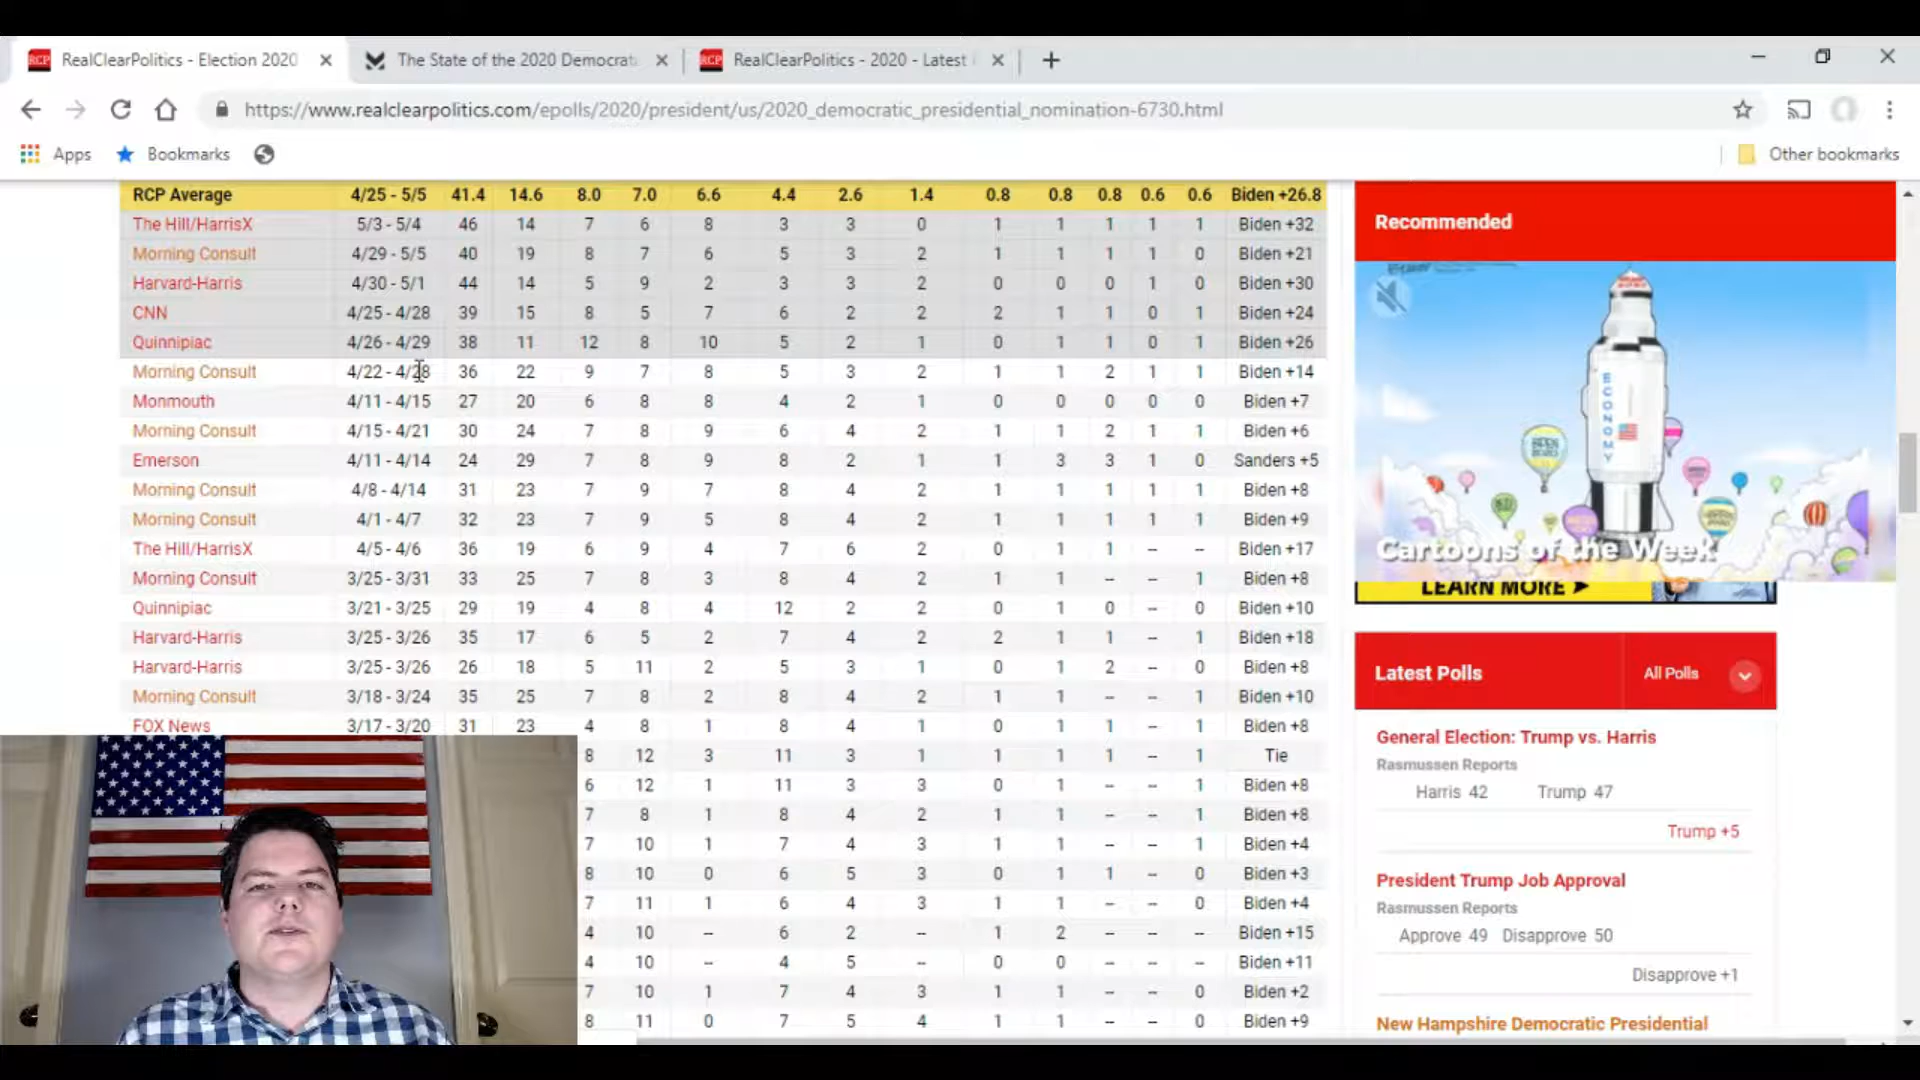 RealClearPolitics - Election 2020
The State of the 2020 Democrat
RealClearPolitics - 2020 - Latest
https://www.realclearpolitics.com/epolls/2020/president/us/2020_democratic_presidential_nomination-6730.html
Apps Bookmarks Other bookmarks
RCP Average 4/25 - 5/5 41.4 14.6 8.0 7.0 6.6 4.4 2.6 1.4 0.8 0.8 0.8 0.6 0.6 Biden +26.8
The Hill/HarrisX 5/3 - 5/4 46 14 7 6 8 3 3 0 1 1 1 1 1 Biden +32
Morning Consult 4/29 - 5/5 40 19 8 7 6 5 3 2 1 1 1 1 0 Biden +21
Harvard-Harris 4/30 - 5/1 44 14 5 9 2 3 3 2 0 0 0 1 0 Biden +30
CNN 4/25 - 4/28 39 15 8 5 7 6 2 2 2 1 1 0 1 Biden +24
Quinnipiac 4/26 - 4/29 38 11 12 8 10 5 2 1 0 1 1 0 1 Biden +26
Morning Consult 4/22 - 4/28 36 22 9 7 8 5 3 2 1 1 2 1 1 Biden +14
Monmouth 4/11 - 4/15 27 20 6 8 8 4 2 1 0 0 0 0 0 Biden +7
Morning Consult 4/15 - 4/21 30 24 7 8 9 6 4 2 1 1 2 1 1 Biden +6
Emerson 4/11 - 4/14 24 29 7 8 9 8 2 1 1 3 3 1 0 Sanders +5
Morning Consult 4/8 - 4/14 31 23 7 9 7 8 4 2 1 1 1 1 1 Biden +8
Morning Consult 4/1 - 4/7 32 23 7 9 5 8 4 2 1 1 1 1 1 Biden +9
The Hill/HarrisX 4/5 - 4/6 36 19 6 9 4 7 6 2 0 1 1 -- -- Biden +17
Morning Consult 3/25 - 3/31 33 25 7 8 3 8 4 2 1 1 -- -- 1 Biden +8
Quinnipiac 3/21 - 3/25 29 19 4 8 4 12 2 2 0 1 0 -- 0 Biden +10
Harvard-Harris 3/25 - 3/26 35 17 6 5 2 7 4 2 2 1 1 -- 1 Biden +18
Harvard-Harris 3/25 - 3/26 26 18 5 11 2 5 3 1 0 1 2 -- 0 Biden +8
Morning Consult 3/18 - 3/24 35 25 7 8 2 8 4 2 1 1 -- -- 1 Biden +10
FOX News 3/17 - 3/20 31 23 4 8 1 8 4 1 0 1 1 -- 1 Biden +8
8 12 3 11 3 1 1 1 1 -- 1 Tie
6 12 1 11 3 3 0 1 -- -- 1 Biden +8
7 8 1 8 4 2 1 1 -- -- 1 Biden +8
7 10 1 7 4 3 1 1 -- -- 1 Biden +4
8 10 0 6 5 3 0 1 1 -- 0 Biden +3
7 11 1 6 4 3 1 1 -- -- 0 Biden +4
4 10 -- 6 2 -- 1 2 -- -- -- Biden +15
4 10 -- 4 5 -- 0 0 -- -- -- Biden +11
7 10 1 7 4 3 1 1 -- -- 0 Biden +2
8 11 0 7 5 4 1 1 -- -- 0 Biden +9
Recommended
ECONOMY
Cartoons of the Week
LEARN MORE
Latest Polls All Polls
General Election: Trump vs. Harris
Rasmussen Reports
Harris 42 Trump 47
Trump +5
President Trump Job Approval
Rasmussen Reports
Approve 49 Disapprove 50
Disapprove +1
New Hampshire Democratic Presidential